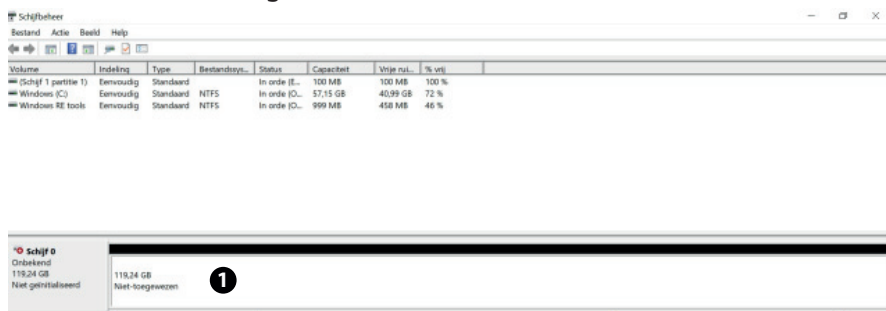 Schijfbeheer
Bestand Actie Beeld Help
Volume Indeling Type Bestandssys... Status Capaciteit Vrije rui... % vrij
(Schijf 1 partitie 1) Eenvoudig Standaard In orde (E... 100 MB 100 MB 100 %
Windows (C:) Eenvoudig Standaard NTFS In orde (O... 57,15 GB 40,99 GB 72 %
Windows RE tools Eenvoudig Standaard NTFS In orde (O... 999 MB 458 MB 46 %
Schijf 0
Onbekend
119,24 GB
Niet geïnitialiseerd
119,24 GB
Niet-toegewezen
1